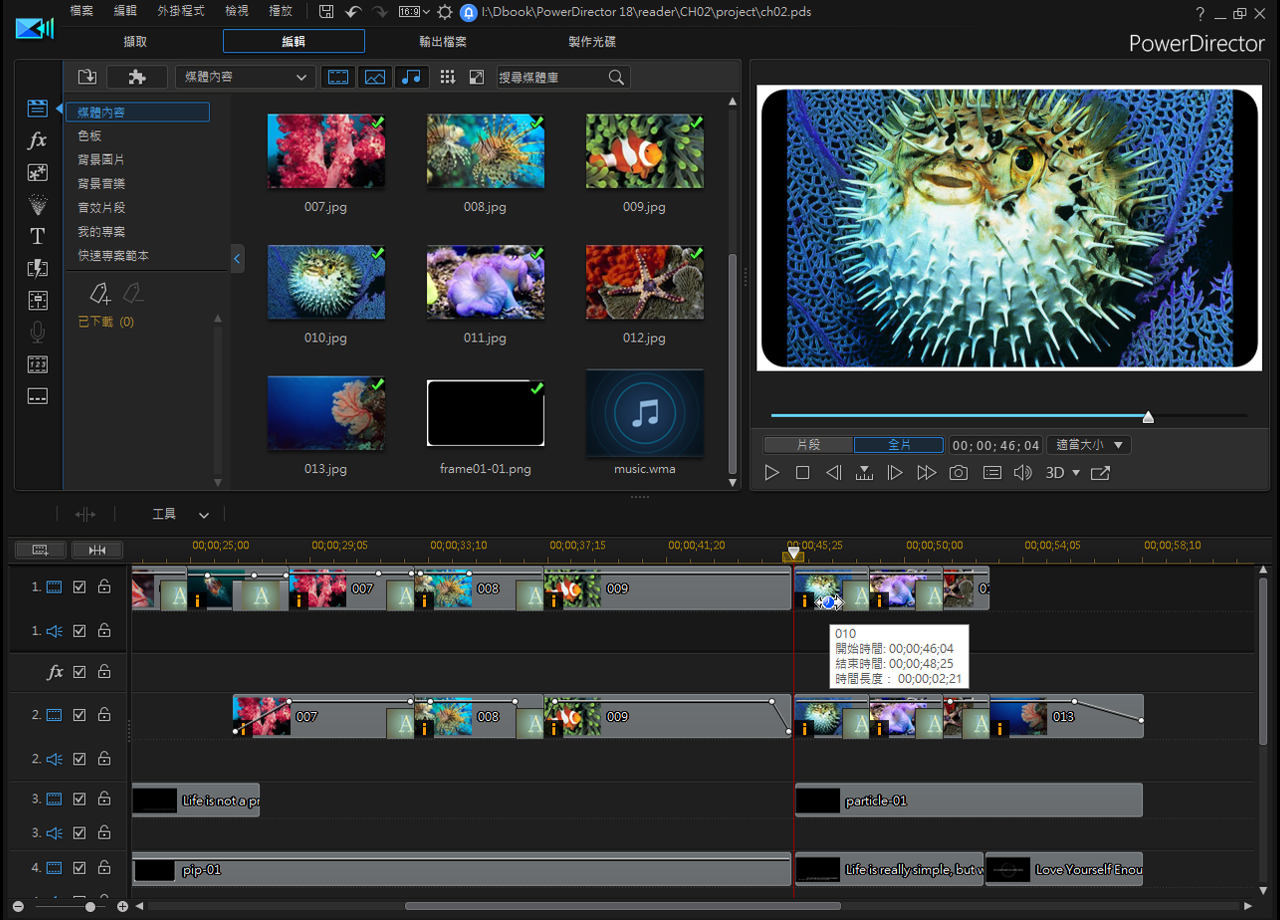 檔案 編輯 外掛程式 檢視 播放 16:9 I:\Dbook\PowerDirector 18\reader\CH02\project\ch02.pds ?
擷取 編輯 輸出檔案 製作光碟
PowerDirector
媒體內容 搜尋媒體庫
媒體內容
色板
背景圖片
背景音樂
音效片段
我的專案
快速專案範本
已下載 (0)
fx
T
007.jpg 008.jpg 009.jpg
010.jpg 011.jpg 012.jpg
013.jpg frame01-01.png music.wma
片段 全片 00; 00; 46; 04 適當大小
3D
工具
00;00;25;00 00;00;29;05 00;00;33;10 00;00;37;15 00;00;41;20 00;00;45;25 00;00;50;00 00;00;54;05 00;00;58;10
1. A i A i 007 A i 008 A i 009 i A i A 01
1.
010
開始時間: 00;00;46;04
結束時間: 00;00;48;25
時間長度： 00;00;02;21
fx
2. i 007 A i 008 A i 009 i A i A A i 013
2.
3. Life is not a pr particle-01
3.
4. pip-01 Life is really simple, but w Love Yourself Enou